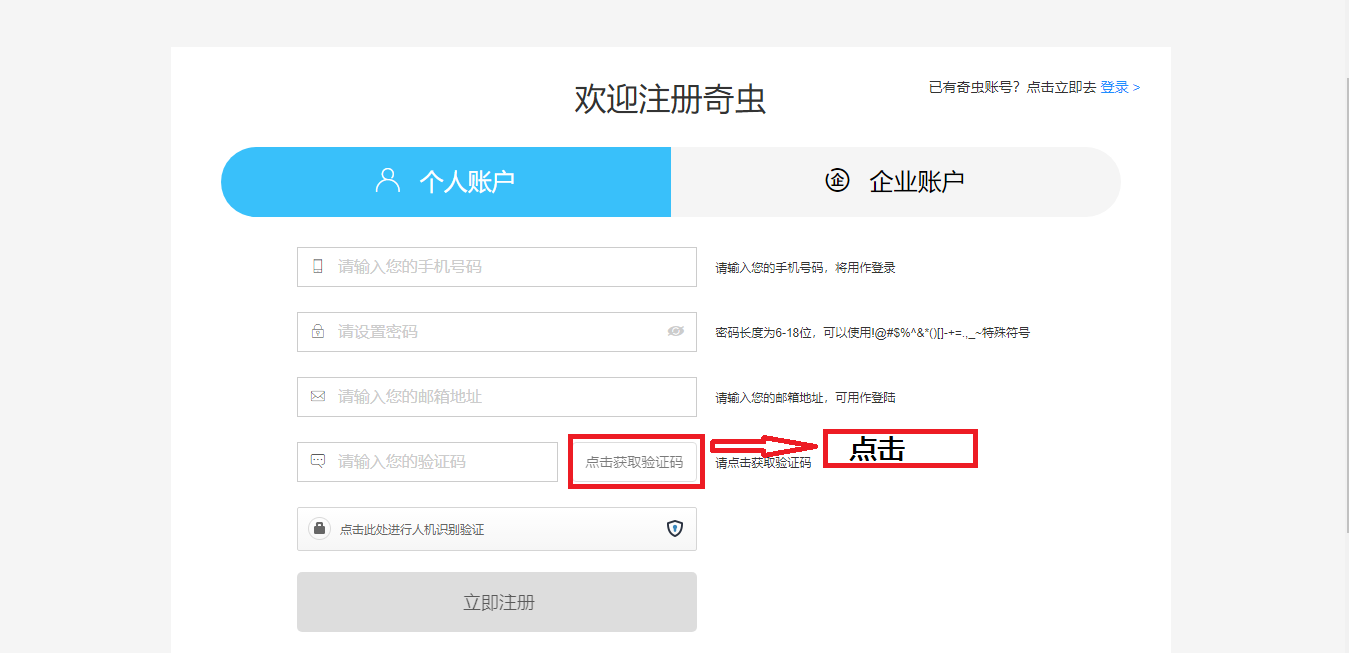 欢迎注册奇虫
已有奇虫账号？点击立即去 登录 >
个人账户
企业账户
请输入您的手机号码
请输入您的手机号码，将用作登录
请设置密码
密码长度为6-18位，可以使用!@#$%^&*()[]-+=.,_~特殊符号
请输入您的邮箱地址
请输入您的邮箱地址，可用作登陆
请输入您的验证码
点击获取验证码
请点击获取验证码
点击
点击此处进行人机识别验证
立即注册